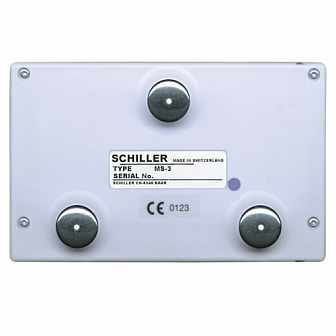 SCHILLER MADE IN SWITZERLAND
TYPE MS-3
SERIAL No.
SCHILLER CH-6340 BAAR
CE 0123